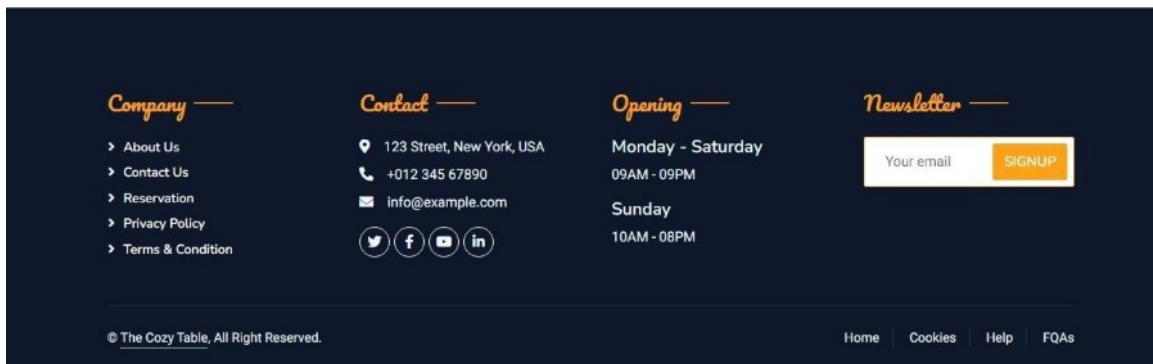 Company
About Us
Contact Us
Reservation
Privacy Policy
Terms & Condition
Contact
123 Street, New York, USA
+012 345 67890
info@example.com
Opening
Monday - Saturday
09AM - 09PM
Sunday
10AM - 08PM
Newsletter
Your email SIGNUP
© The Cozy Table, All Right Reserved.
Home Cookies Help FQAs